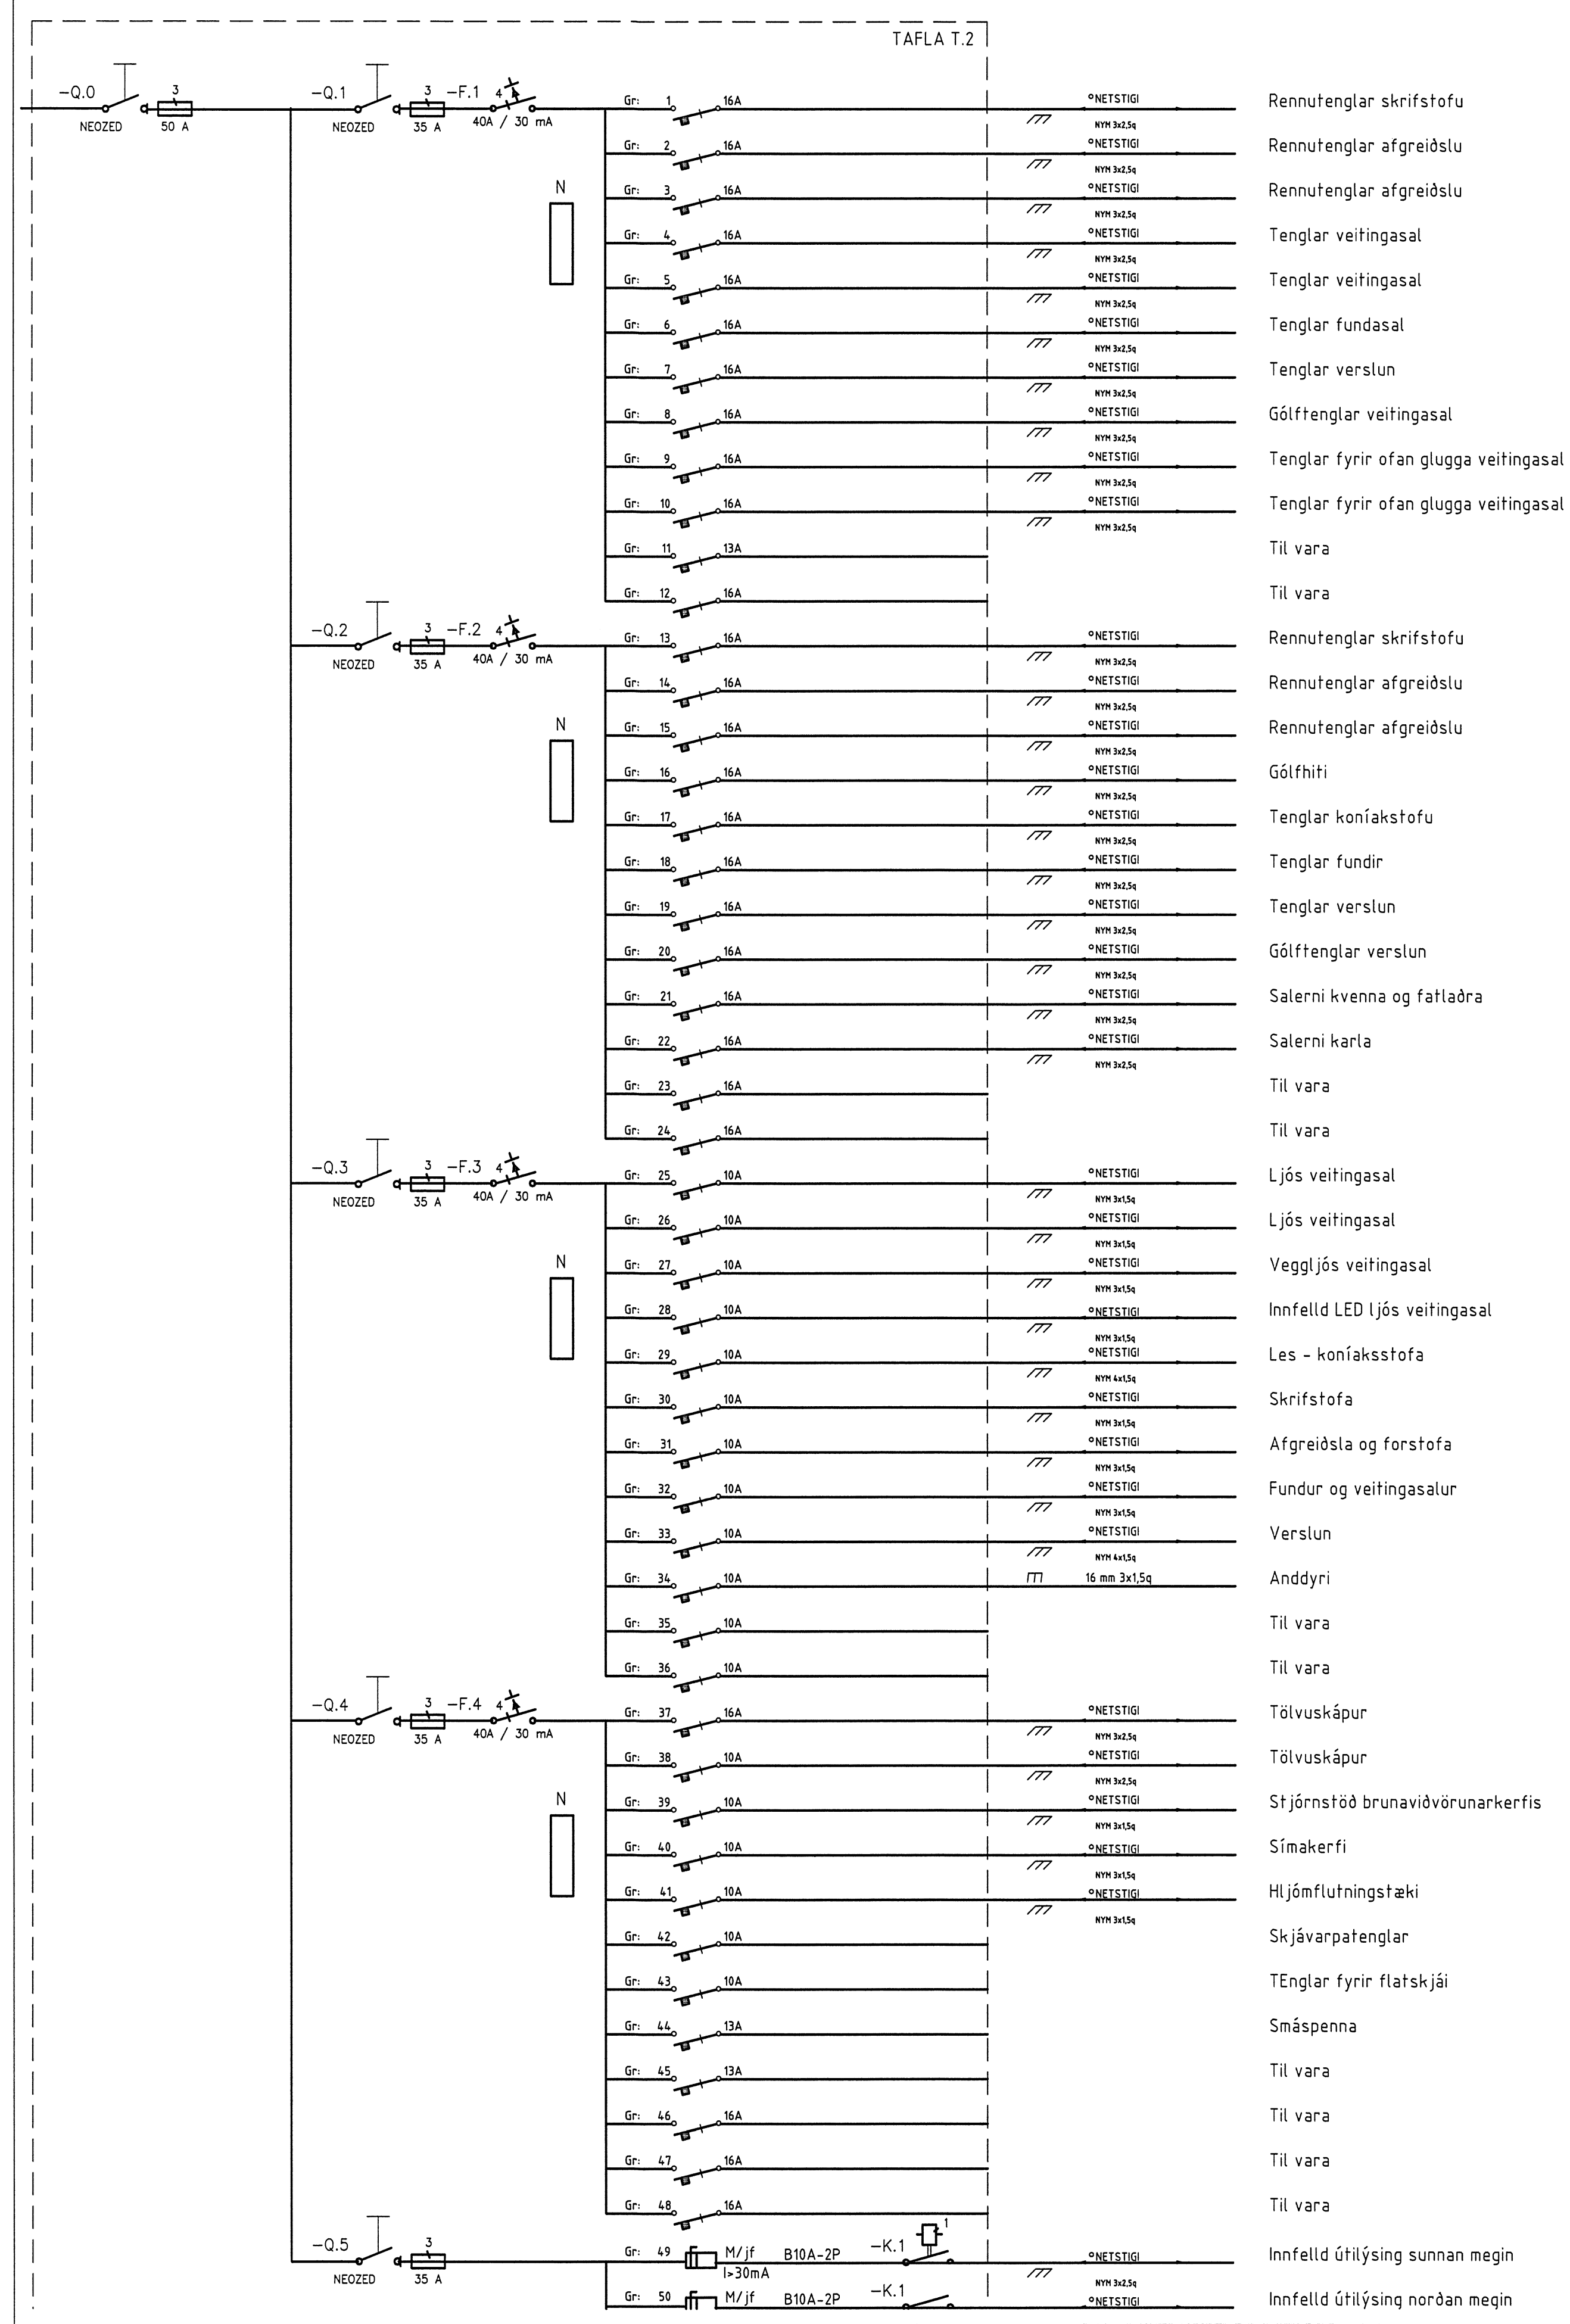 TAFLA T.2
-Q.0 3 -Q.1 3 -F.1 4 Gr: 1 16A °NETSTIGI Rennutenglar skrifstofu
NEOZED 50 A NEOZED 35 A 40A / 30 mA NYM 3x2,5q
Gr: 2 16A °NETSTIGI Rennutenglar afgreiðslu
NYM 3x2,5q
N Gr: 3 16A °NETSTIGI Rennutenglar afgreiðslu
NYM 3x2,5q
Gr: 4 16A °NETSTIGI Tenglar veitingasal
NYM 3x2,5q
Gr: 5 16A °NETSTIGI Tenglar veitingasal
NYM 3x2,5q
Gr: 6 16A °NETSTIGI Tenglar fundasal
NYM 3x2,5q
Gr: 7 16A °NETSTIGI Tenglar verslun
NYM 3x2,5q
Gr: 8 16A °NETSTIGI Gólftenglar veitingasal
NYM 3x2,5q
Gr: 9 16A °NETSTIGI Tenglar fyrir ofan glugga veitingasal
NYM 3x2,5q
Gr: 10 16A °NETSTIGI Tenglar fyrir ofan glugga veitingasal
NYM 3x2,5q
Gr: 11 13A Til vara
Gr: 12 16A Til vara
-Q.2 3 -F.2 4 Gr: 13 16A °NETSTIGI Rennutenglar skrifstofu
NEOZED 35 A 40A / 30 mA NYM 3x2,5q
Gr: 14 16A °NETSTIGI Rennutenglar afgreiðslu
NYM 3x2,5q
N Gr: 15 16A °NETSTIGI Rennutenglar afgreiðslu
NYM 3x2,5q
Gr: 16 16A °NETSTIGI Gólfhiti
NYM 3x2,5q
Gr: 17 16A °NETSTIGI Tenglar koníakstofu
NYM 3x2,5q
Gr: 18 16A °NETSTIGI Tenglar fundir
NYM 3x2,5q
Gr: 19 16A °NETSTIGI Tenglar verslun
NYM 3x2,5q
Gr: 20 16A °NETSTIGI Gólftenglar verslun
NYM 3x2,5q
Gr: 21 16A °NETSTIGI Salerni kvenna og fatlaðra
NYM 3x2,5q
Gr: 22 16A °NETSTIGI Salerni karla
NYM 3x2,5q
Gr: 23 16A Til vara
Gr: 24 16A Til vara
-Q.3 3 -F.3 4 Gr: 25 10A °NETSTIGI Ljós veitingasal
NEOZED 35 A 40A / 30 mA NYM 3x1,5q
Gr: 26 10A °NETSTIGI Ljós veitingasal
NYM 3x1,5q
N Gr: 27 10A °NETSTIGI Veggljós veitingasal
NYM 3x1,5q
Gr: 28 10A °NETSTIGI Innfelld LED ljós veitingasal
NYM 3x1,5q
Gr: 29 10A °NETSTIGI Les - koníaksstofa
NYM 4x1,5q
Gr: 30 10A °NETSTIGI Skrifstofa
NYM 3x1,5q
Gr: 31 10A °NETSTIGI Afgreiðsla og forstofa
NYM 3x1,5q
Gr: 32 10A °NETSTIGI Fundur og veitingasalur
NYM 3x1,5q
Gr: 33 10A °NETSTIGI Verslun
NYM 4x1,5q
Gr: 34 10A 16 mm 3x1,5q Anddyri
Gr: 35 10A Til vara
Gr: 36 10A Til vara
-Q.4 3 -F.4 4 Gr: 37 16A °NETSTIGI Tölvuskápur
NEOZED 35 A 40A / 30 mA NYM 3x2,5q
Gr: 38 10A °NETSTIGI Tölvuskápur
NYM 3x2,5q
N Gr: 39 10A °NETSTIGI Stjórnstöð brunaviðvörunarkerfis
NYM 3x1,5q
Gr: 40 10A °NETSTIGI Símakerfi
NYM 3x1,5q
Gr: 41 10A °NETSTIGI Hljómflutningstæki
NYM 3x1,5q
Gr: 42 10A Skjávarpatenglar
Gr: 43 10A TEnglar fyrir flatskjái
Gr: 44 13A Smáspenna
Gr: 45 13A Til vara
Gr: 46 16A Til vara
Gr: 47 16A Til vara
Gr: 48 16A Til vara
1
-Q.5 3 Gr: 49 M/jf B10A-2P -K.1 °NETSTIGI Innfelld útilýsing sunnan megin
NEOZED 35 A I>30mA NYM 3x2,5q
Gr: 50 M/jf B10A-2P -K.1 °NETSTIGI Innfelld útilýsing norðan megin